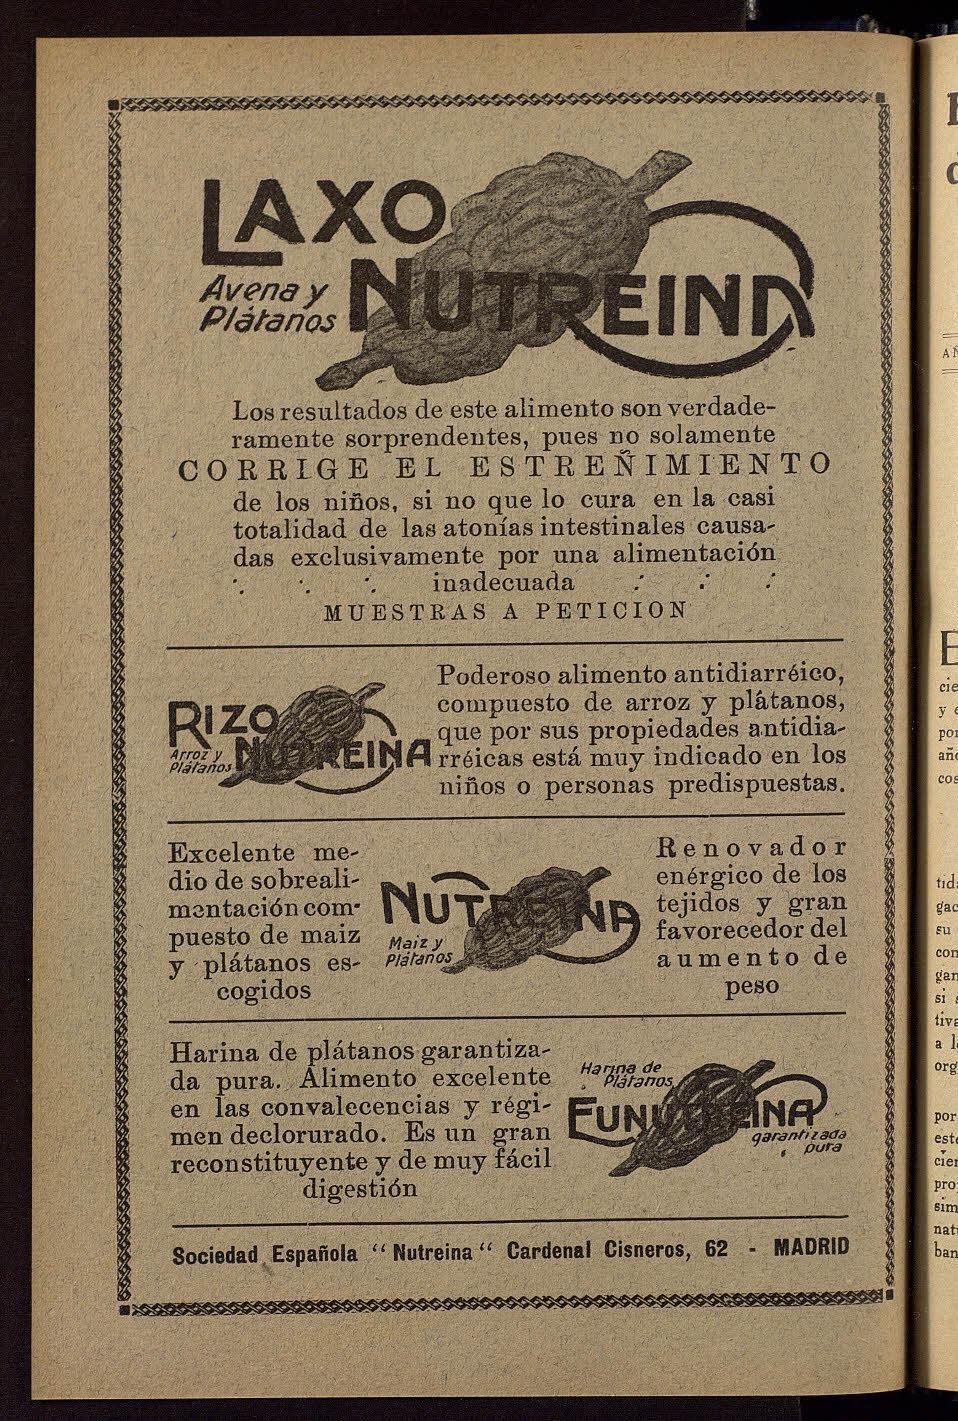 LAXO
NUTREINA
Avena y
Plátanos
Los resultados de este alimento son verdade-
ramente sorprendentes, pues no solamente
CORRIGE EL ESTREÑIMIENTO
de los niños, si no que lo cura en la casi
totalidad de las atonías intestinales causa-
das exclusivamente por una alimentación
inadecuada
MUESTRAS A PETICION
RIZO
NUTREINA
Arroz y
Plátanos
Poderoso alimento antidiarréico,
compuesto de arroz y plátanos,
que por sus propiedades antidia-
rréicas está muy indicado en los
niños o personas predispuestas.
Excelente me-
dio de sobreali-
mentación com-
puesto de maiz
y plátanos es-
cogidos
NUTREINA
Maiz y
Plátanos
Renovador
enérgico de los
tejidos y gran
favorecedor del
aumento de
peso
Harina de plátanos garantiza-
da pura. Alimento excelente
en las convalecencias y régi-
men declorurado. Es un gran
reconstituyente y de muy fácil
digestión
Harina de
Plátanos
EUNUTREINA
garantizada
pura
Sociedad Española “Nutreina“ Cardenal Cisneros, 62 - MADRID